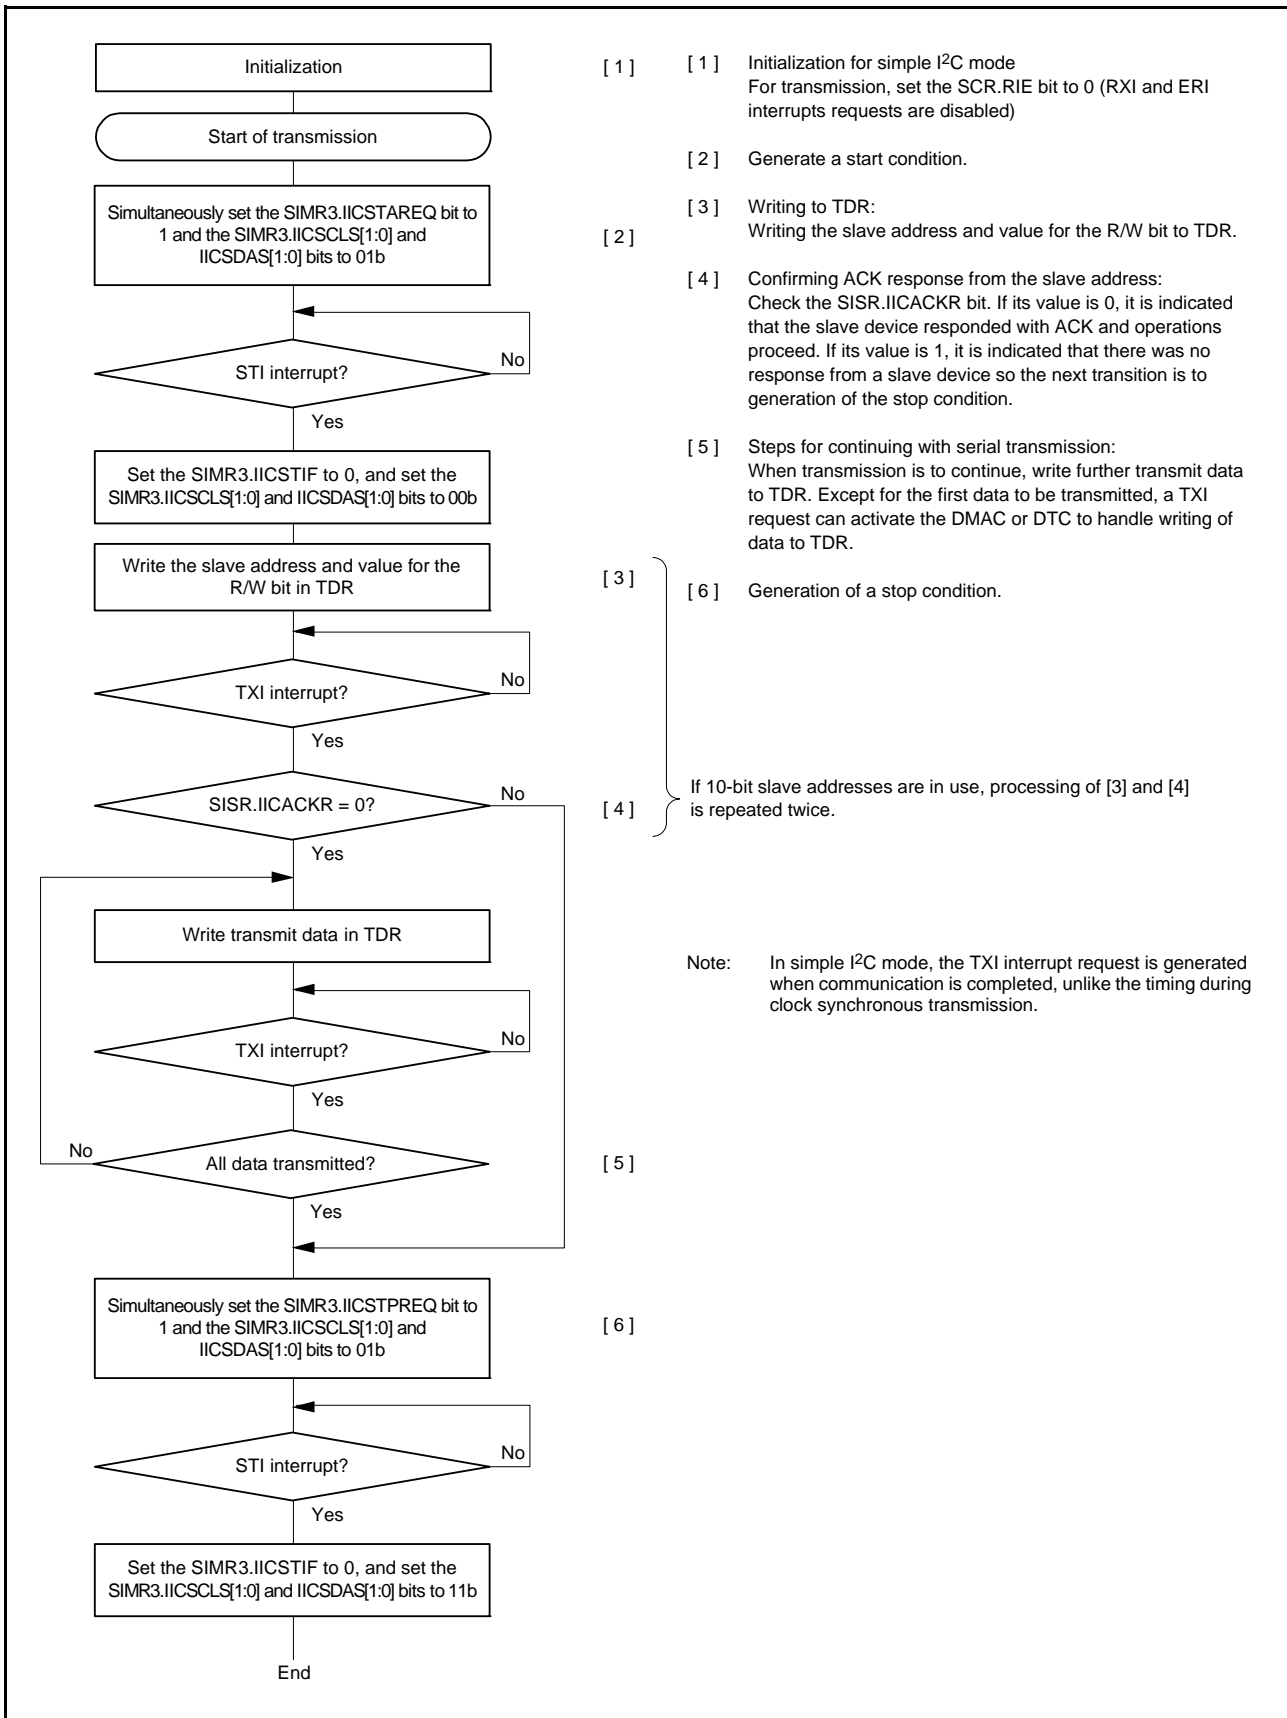 Initialization
[ 1 ]
Start of transmission
Simultaneously set the SIMR3.IICSTAREQ bit to
1 and the SIMR3.IICSCLS[1:0] and
IICSDAS[1:0] bits to 01b
[ 2 ]
STI interrupt?
No
Yes
Set the SIMR3.IICSTIF to 0, and set the
SIMR3.IICSCLS[1:0] and IICSDAS[1:0] bits to 00b
Write the slave address and value for the
R/W bit in TDR
[ 3 ]
TXI interrupt?
No
Yes
SISR.IICACKR = 0?
No
[ 4 ]
Yes
Write transmit data in TDR
TXI interrupt?
No
Yes
No
All data transmitted?
[ 5 ]
Yes
Simultaneously set the SIMR3.IICSTPREQ bit to
1 and the SIMR3.IICSCLS[1:0] and
IICSDAS[1:0] bits to 01b
[ 6 ]
STI interrupt?
No
Yes
Set the SIMR3.IICSTIF to 0, and set the
SIMR3.IICSCLS[1:0] and IICSDAS[1:0] bits to 11b
End
[ 1 ] Initialization for simple I2C mode
For transmission, set the SCR.RIE bit to 0 (RXI and ERI
interrupts requests are disabled)
[ 2 ] Generate a start condition.
[ 3 ] Writing to TDR:
Writing the slave address and value for the R/W bit to TDR.
[ 4 ] Confirming ACK response from the slave address:
Check the SISR.IICACKR bit. If its value is 0, it is indicated
that the slave device responded with ACK and operations
proceed. If its value is 1, it is indicated that there was no
response from a slave device so the next transition is to
generation of the stop condition.
[ 5 ] Steps for continuing with serial transmission:
When transmission is to continue, write further transmit data
to TDR. Except for the first data to be transmitted, a TXI
request can activate the DMAC or DTC to handle writing of
data to TDR.
[ 6 ] Generation of a stop condition.
If 10-bit slave addresses are in use, processing of [3] and [4]
is repeated twice.
Note: In simple I2C mode, the TXI interrupt request is generated
when communication is completed, unlike the timing during
clock synchronous transmission.